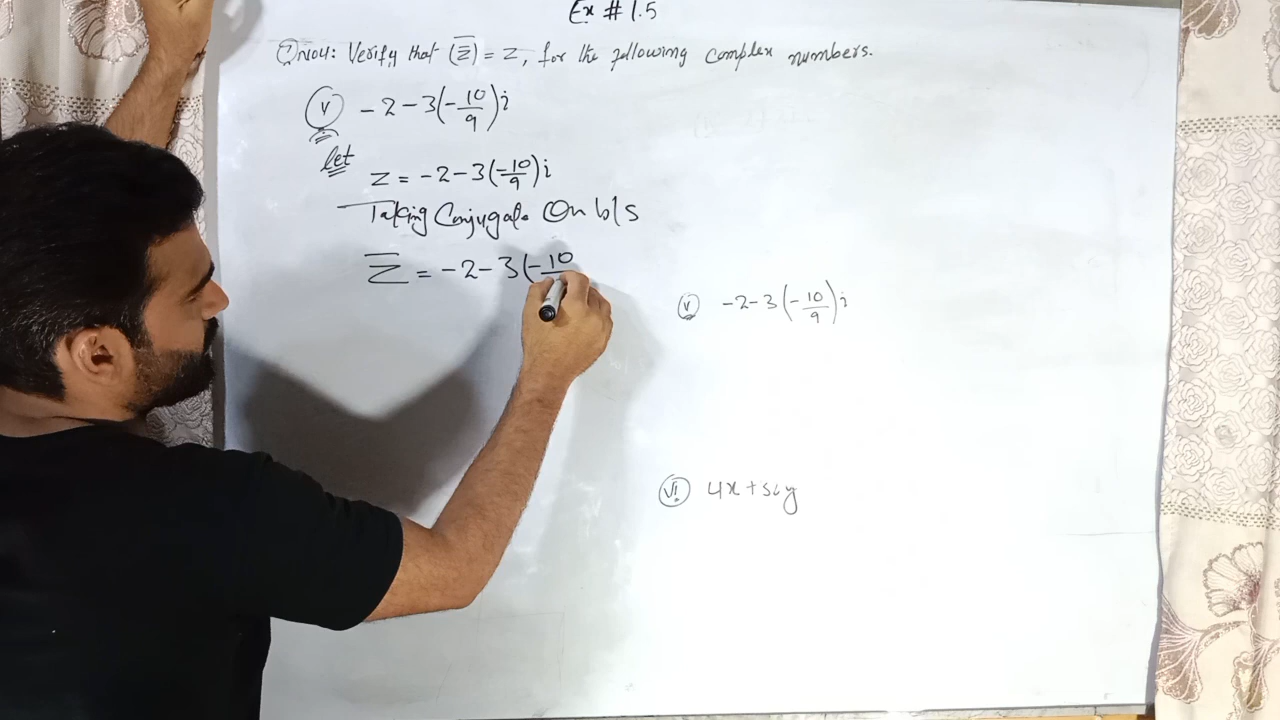 Ex # 1.5
Q No4: Verify that (z̿) = z, for the following complex numbers.
(v) -2-3(-10/9)i
let
z = -2-3(-10/9)i
Taking Conjugate On b/s
z̅ = -2-3(-10
(v) -2-3(-10/9)i
(vi) 4x+5iy